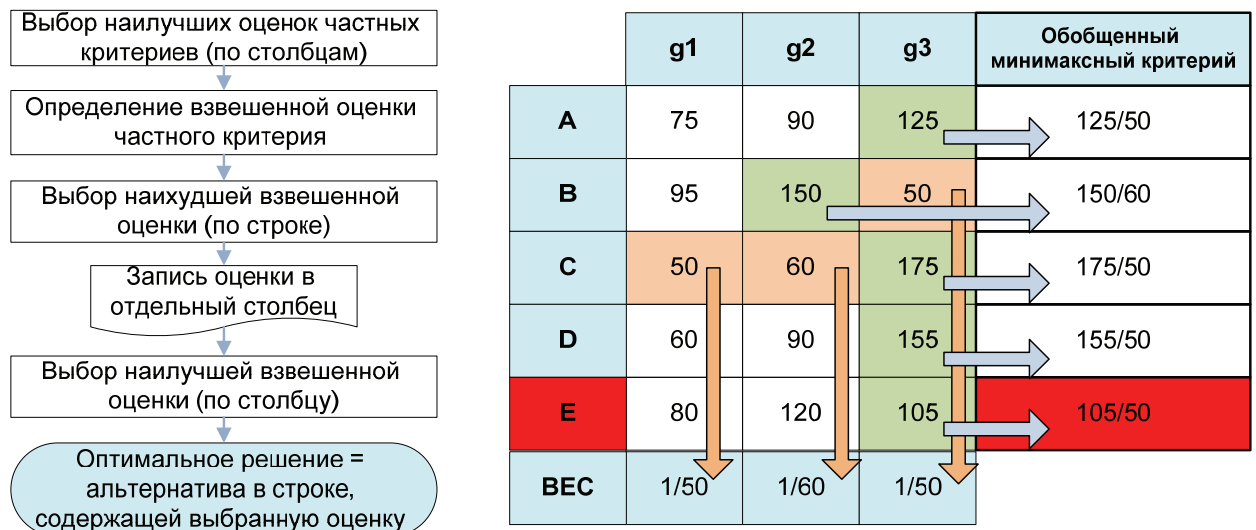 Выбор наилучших оценок частных
критериев (по столбцам)
Определение взвешенной оценки
частного критерия
Выбор наихудшей взвешенной
оценки (по строке)
Запись оценки в
отдельный столбец
Выбор наилучшей взвешенной
оценки (по столбцу)
Оптимальное решение =
альтернатива в строке,
содержащей выбранную оценку
g1 g2 g3 Обобщенный
минимаксный критерий
A 75 90 125 125/50
B 95 150 50 150/60
C 50 60 175 175/50
D 60 90 155 155/50
E 80 120 105 105/50
ВЕС 1/50 1/60 1/50